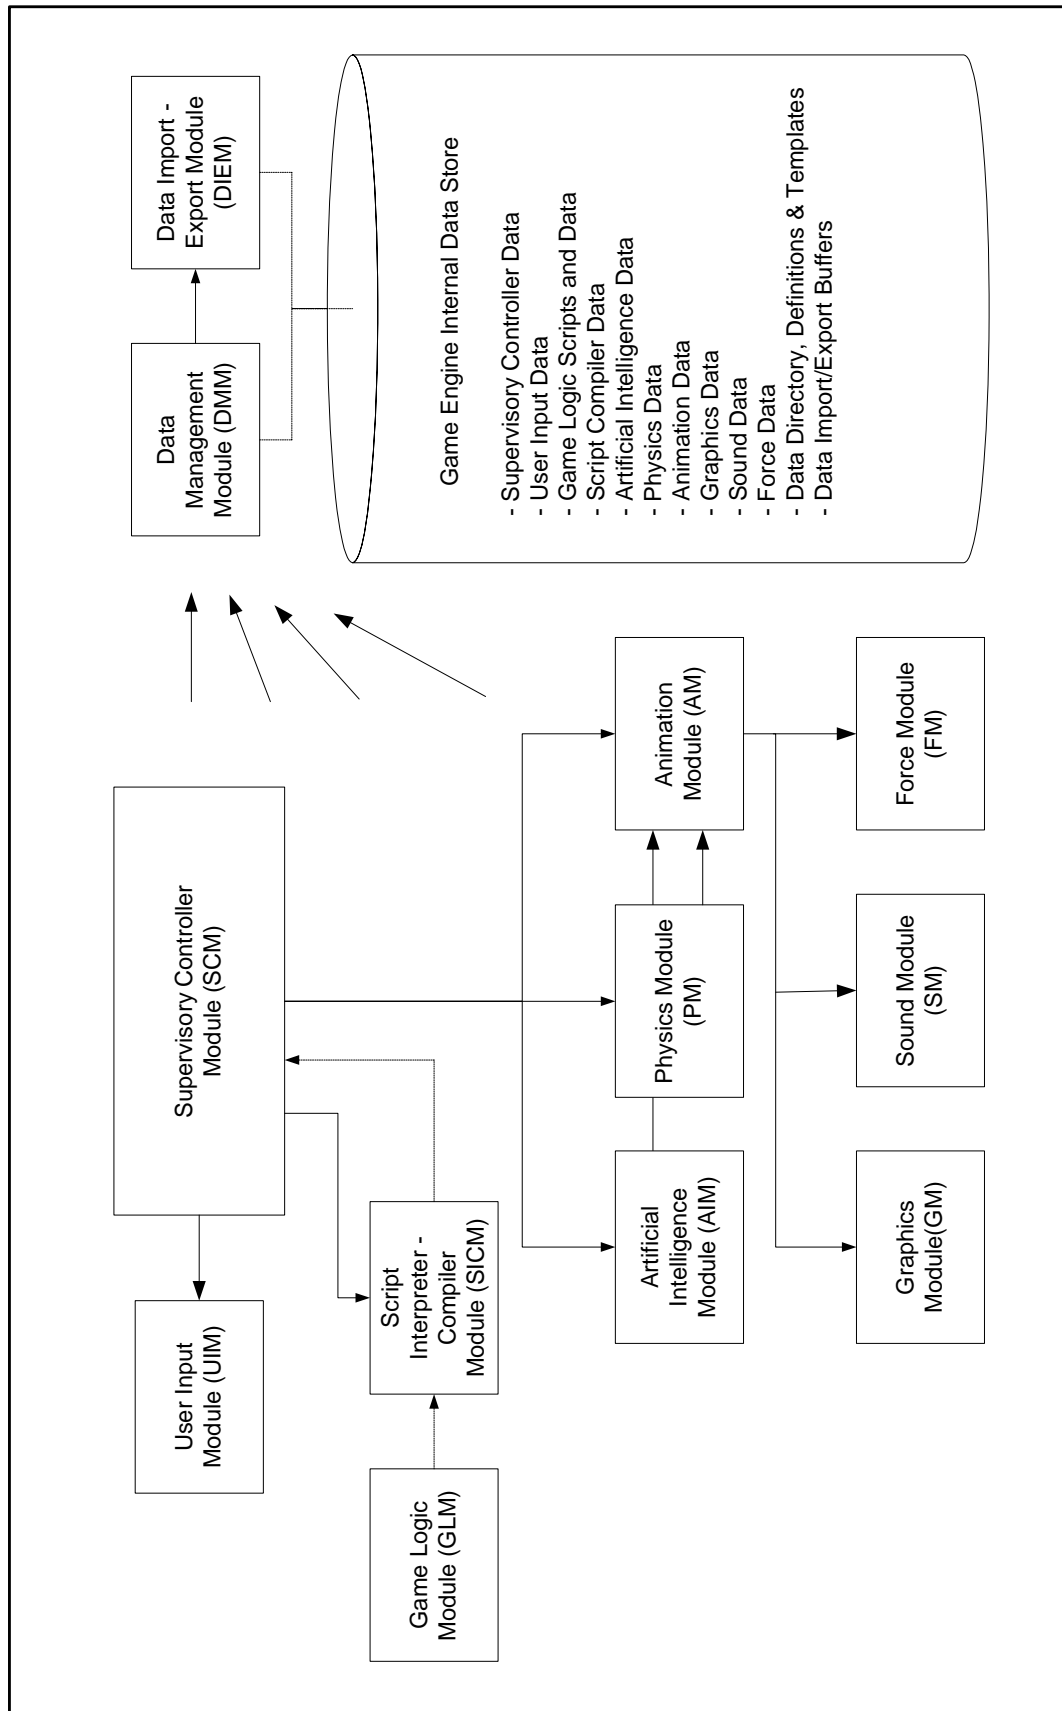 Supervisory Controller
Module (SCM)
Data
Management
Module (DMM)
Data Import -
Export Module
(DIEM)
User Input
Module (UIM)
Game Logic
Module (GLM)
Script
Interpreter -
Compiler
Module (SICM)
Artificial
Intelligence
Module (AIM)
Physics Module
(PM)
Animation
Module (AM)
Graphics
Module(GM)
Sound Module
(SM)
Force Module
(FM)
Game Engine Internal Data Store
- Supervisory Controller Data
- User Input Data
- Game Logic Scripts and Data
- Script Compiler Data
- Artificial Intelligence Data
- Physics Data
- Animation Data
- Graphics Data
- Sound Data
- Force Data
- Data Directory, Definitions & Templates
- Data Import/Export Buffers